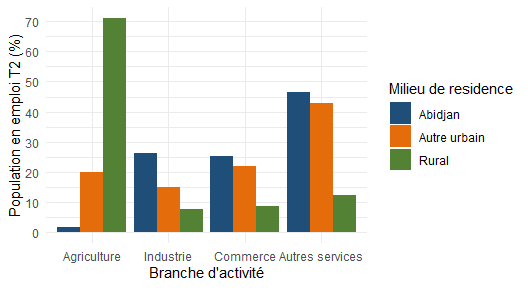 Population en emploi T2 (%)
70
60
50
40
30
20
10
0
Agriculture
Industrie
Commerce
Autres services
Branche d'activité
Milieu de residence
Abidjan
Autre urbain
Rural